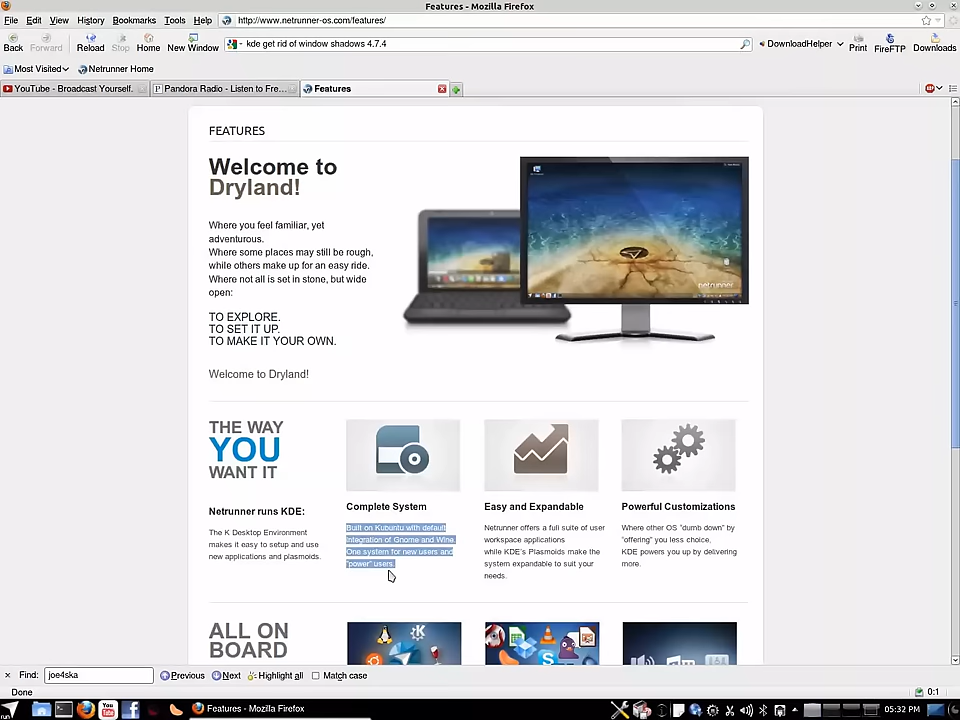 Features - Mozilla Firefox
File Edit View History Bookmarks Tools Help http://www.netrunner-os.com/features/
Back Forward Reload Stop Home New Window kde get rid of window shadows 4.7.4 DownloadHelper Print FireFTP Downloads
Most Visited Netrunner Home
YouTube - Broadcast Yourself. Pandora Radio - Listen to Fre... Features
FEATURES
Welcome to
Dryland!
Where you feel familiar, yet
adventurous.
Where some places may still be rough,
while others make up for an easy ride.
Where not all is set in stone, but wide
open:
TO EXPLORE.
TO SET IT UP.
TO MAKE IT YOUR OWN.
Welcome to Dryland!
netrunner
THE WAY
YOU
WANT IT
Netrunner runs KDE:
The K Desktop Environment
makes it easy to setup and use
new applications and plasmoids.
Complete System
Built on Kubuntu with default
Integration of Gnome and Wine.
One system for new users and
"power" users.
Easy and Expandable
Netrunner offers a full suite of user
workspace applications
while KDE's Plasmoids make the
system expandable to suit your
needs.
Powerful Customizations
Where other OS "dumb down" by
"offering" you less choice,
KDE powers you up by delivering
more.
ALL ON
BOARD
Find: joe4ska Previous Next Highlight all Match case
Done 0:1
run You Tube Features - Mozilla Firefox 05:32 PM